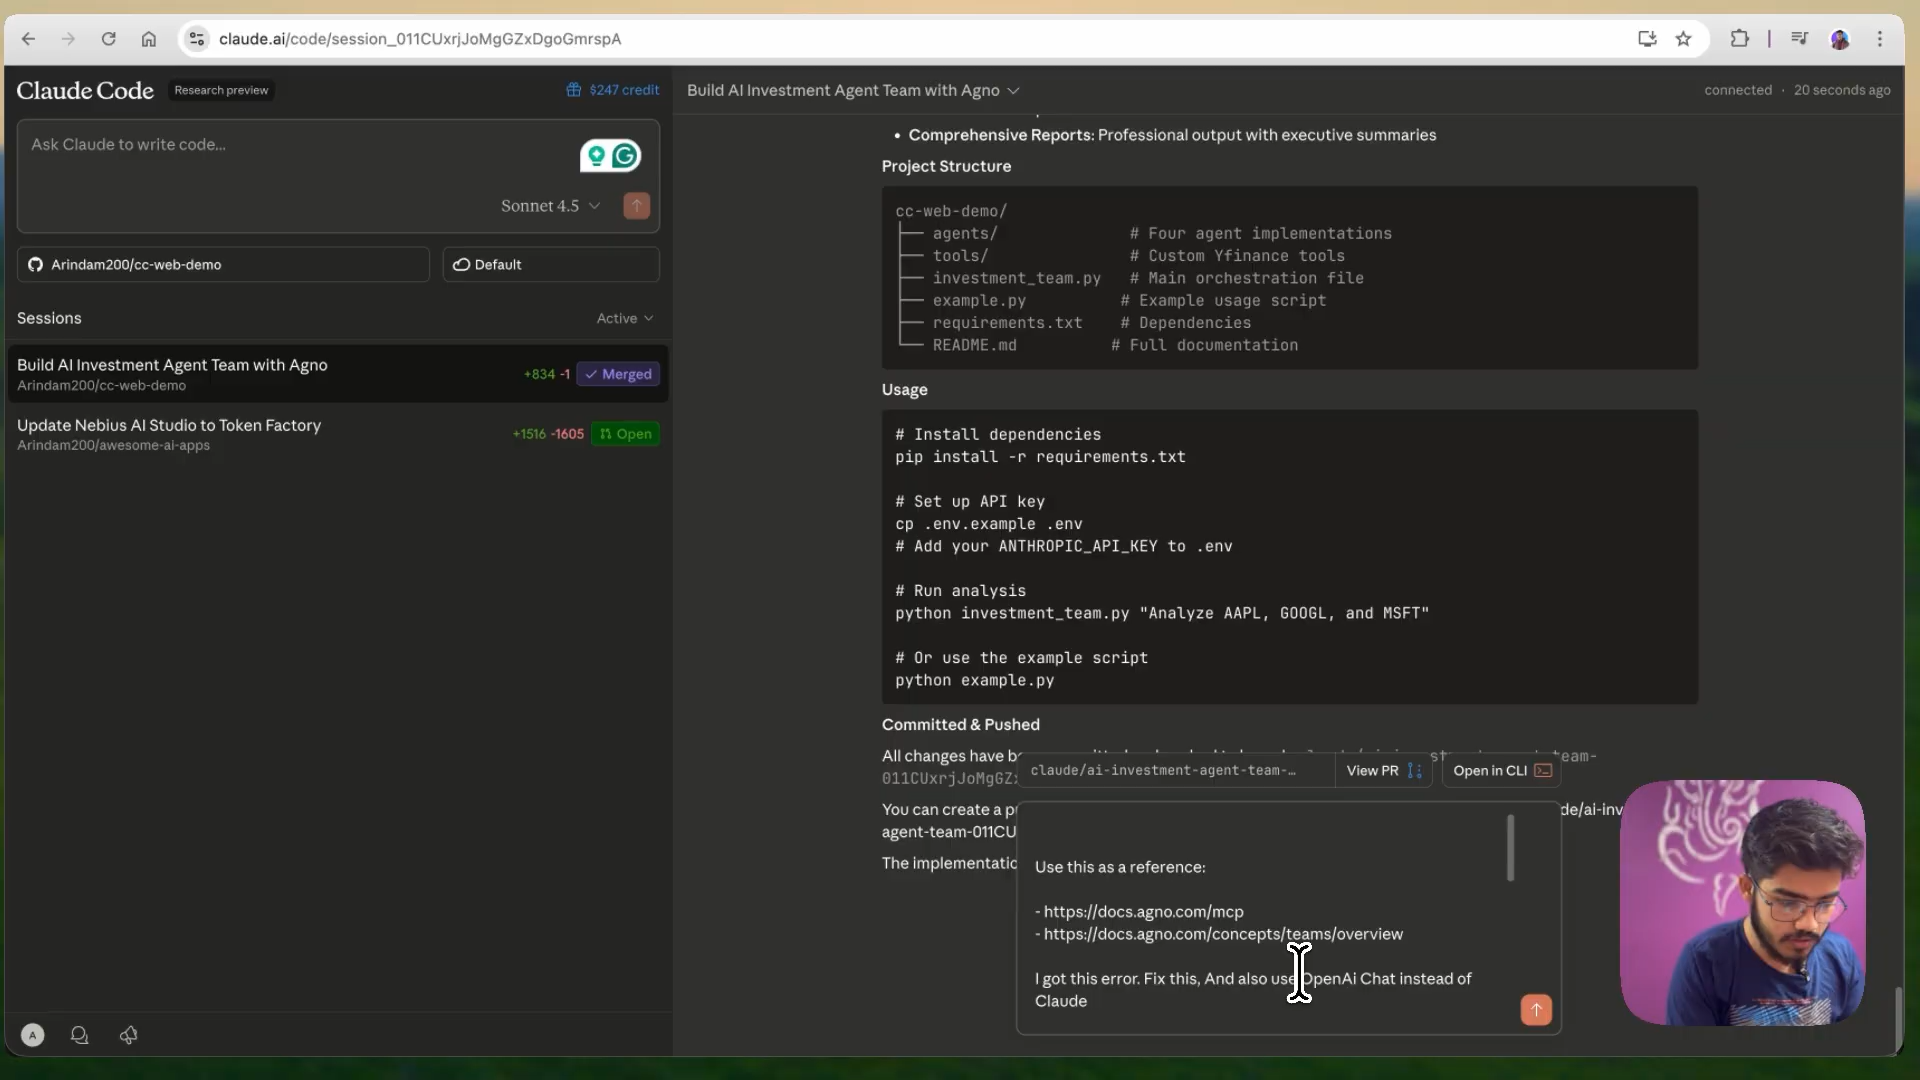 claude.ai/code/session_011CUxrjJoMgGZxDgoGmrspA
Claude Code
Research preview
$247 credit
Build AI Investment Agent Team with Agno
connected · 20 seconds ago
Ask Claude to write code...
Sonnet 4.5
Arindam200/cc-web-demo
Default
Sessions
Active
Build AI Investment Agent Team with Agno
Arindam200/cc-web-demo
+834 -1
Merged
Update Nebius AI Studio to Token Factory
Arindam200/awesome-ai-apps
+1516 -1605
Open
A
• Comprehensive Reports: Professional output with executive summaries
Project Structure
cc-web-demo/
├── agents/ # Four agent implementations
├── tools/ # Custom Yfinance tools
├── investment_team.py # Main orchestration file
├── example.py # Example usage script
├── requirements.txt # Dependencies
└── README.md # Full documentation
Usage
# Install dependencies
pip install -r requirements.txt
# Set up API key
cp .env.example .env
# Add your ANTHROPIC_API_KEY to .env
# Run analysis
python investment_team.py "Analyze AAPL, GOOGL, and MSFT"
# Or use the example script
python example.py
Committed & Pushed
All changes have
011CUxrjJoMgGZ
You can create a
agent-team-011CU
The
claude/ai-investment-agent-team-...
View PR
Open in CLI
Use this as a reference:
- https://docs.agno.com/mcp
- https://docs.agno.com/concepts/teams/overview
I got this error. Fix this, And also use OpenAi Chat instead of
Claude